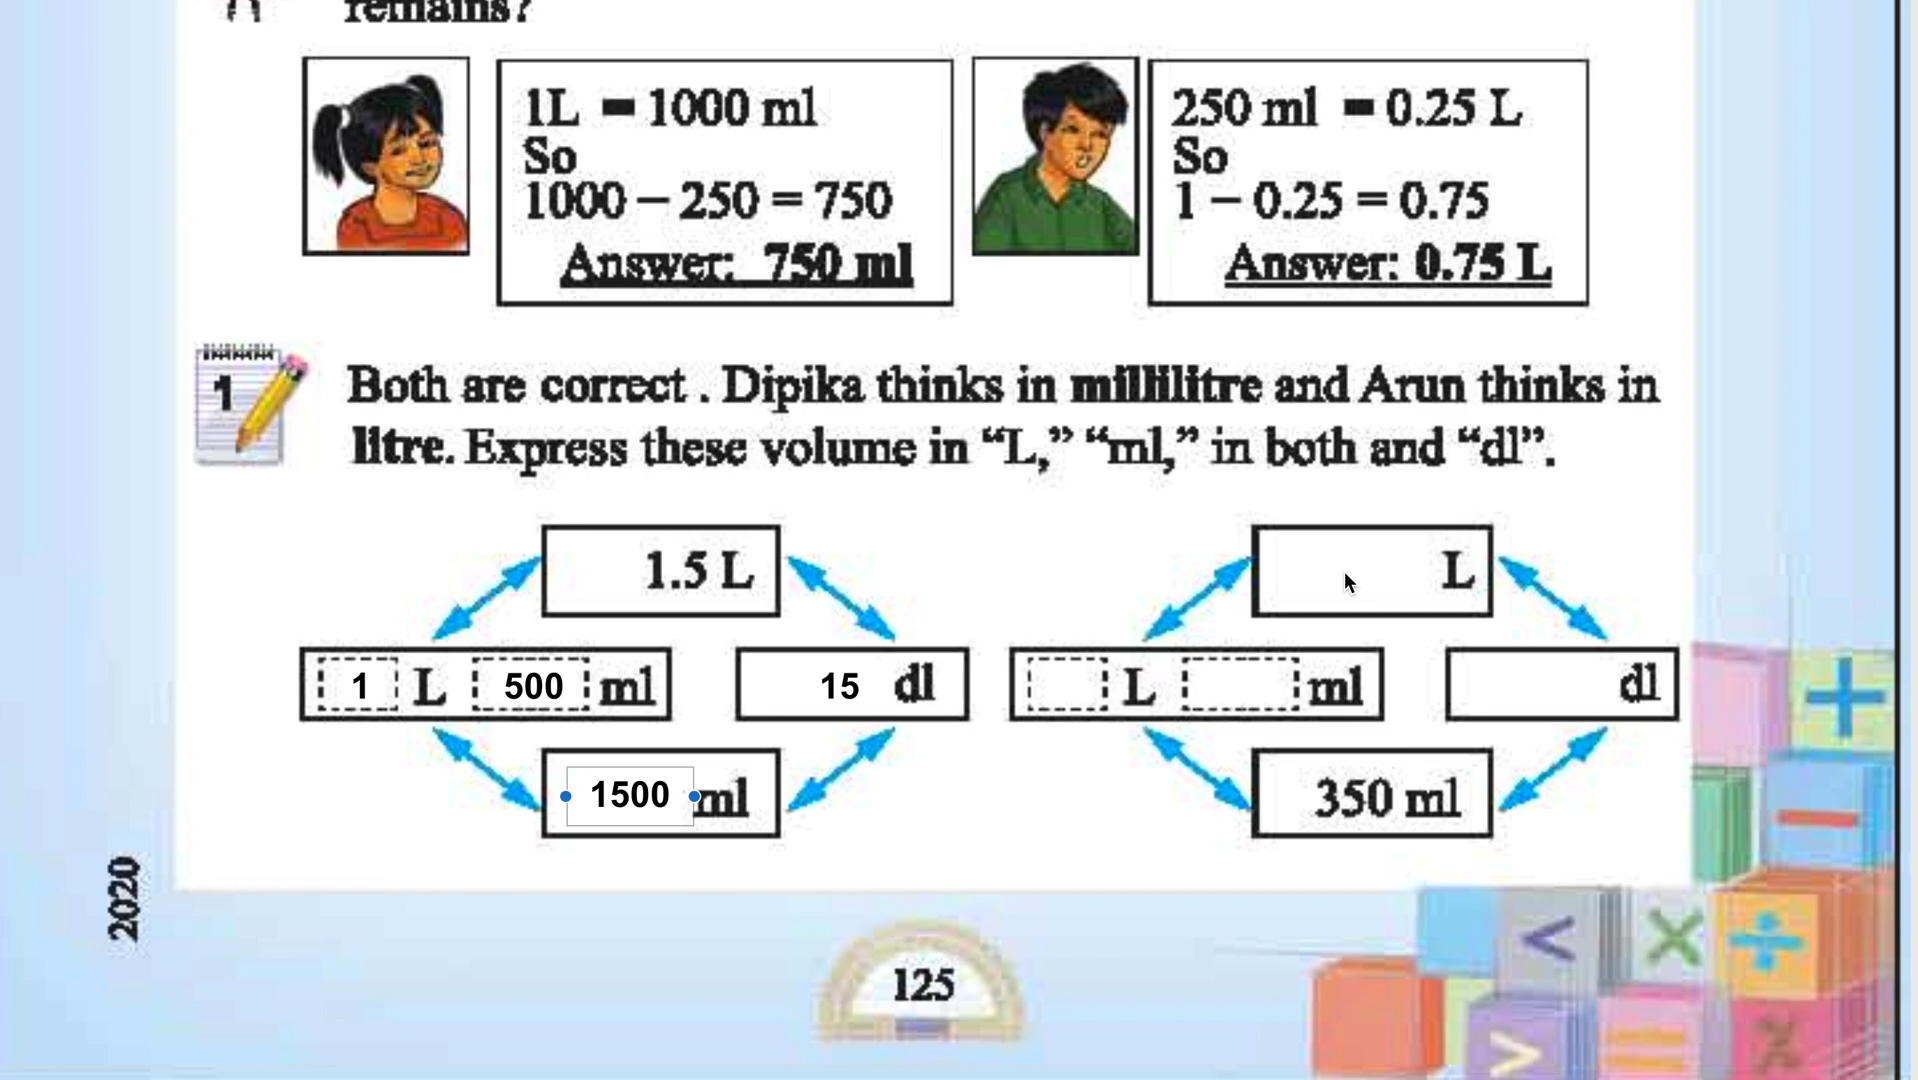 remains?
1L = 1000 ml
So
1000 – 250 = 750
Answer: 750 ml
250 ml = 0.25 L
So
1 – 0.25 = 0.75
Answer: 0.75 L
1
Both are correct . Dipika thinks in millilitre and Arun thinks in
litre. Express these volume in “L,” “ml,” in both and “dl”.
1.5 L
1 L 500 ml
15 dl
1500 ml
L
L ml
dl
350 ml
2020
125
+
−
< × ÷
> =